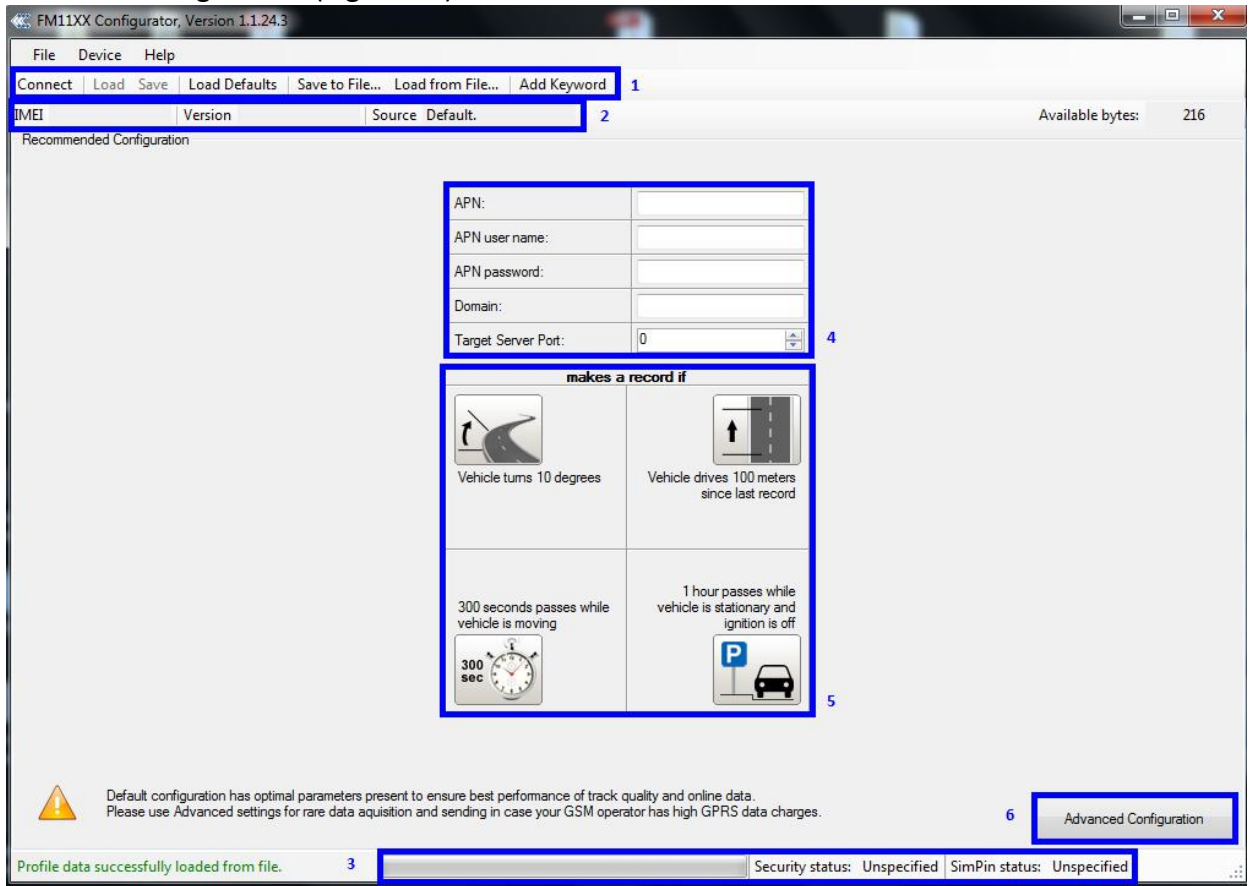 FM11XX Configurator, Version 1.1.24.3
File Device Help
Connect Load Save Load Defaults Save to File... Load from File... Add Keyword 1
IMEI Version Source Default. 2 Available bytes: 216
Recommended Configuration
APN:
APN user name:
APN password:
Domain:
Target Server Port: 0 4
makes a record if
Vehicle turns 10 degrees
Vehicle drives 100 meters
since last record
300 seconds passes while
vehicle is moving
300
sec
1 hour passes while
vehicle is stationary and
ignition is off
P
5
Default configuration has optimal parameters present to ensure best performance of track quality and online data.
Please use Advanced settings for rare data aquisition and sending in case your GSM operator has high GPRS data charges.
6 Advanced Configuration
Profile data successfully loaded from file. 3 Security status: Unspecified SimPin status: Unspecified